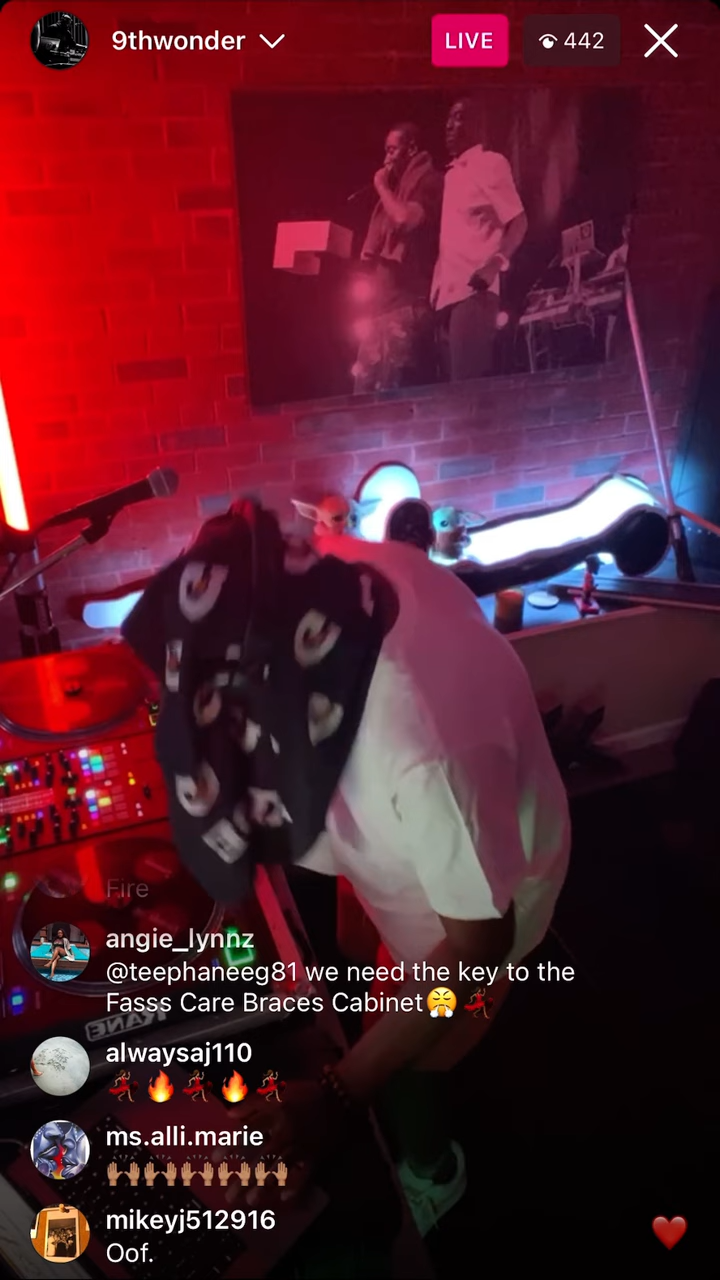 9thwonder
LIVE
442
Fire
angie_lynnz
@teephaneeg81 we need the key to the
Fasss Care Braces Cabinet😤💃🏾
alwaysaj110
💃🏾🔥💃🏾🔥💃🏾
ms.alli.marie
🙌🏽🙌🏽🙌🏽🙌🏽🙌🏽
mikeyj512916
Oof.
RANE